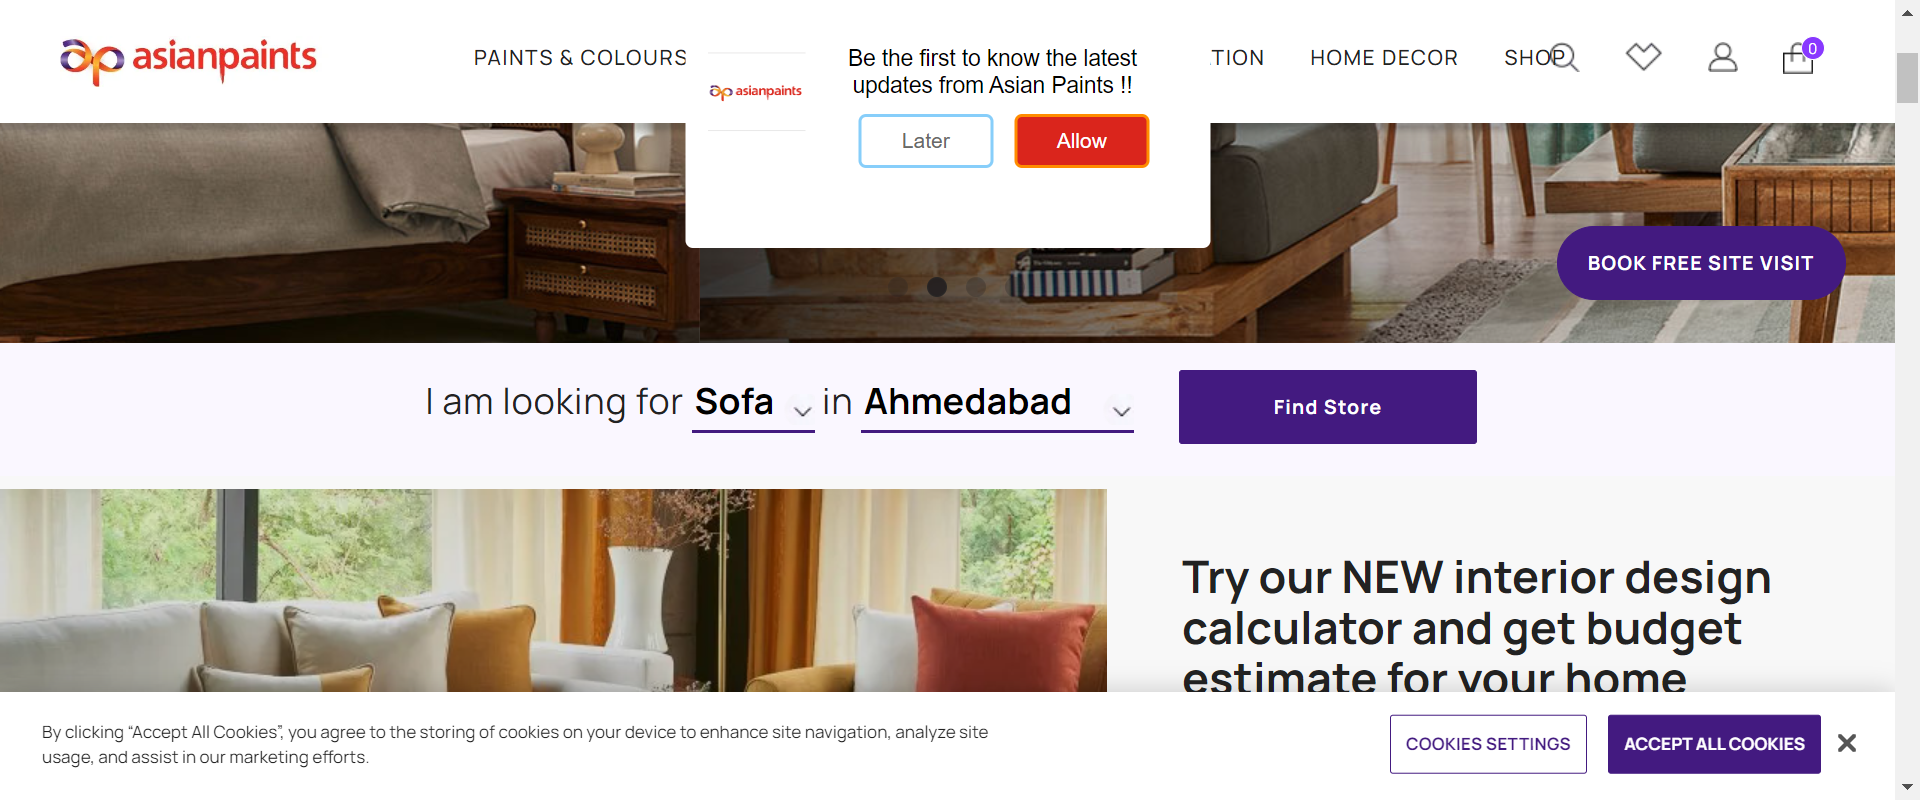 asianpaints
PAINTS & COLOURS
TION
HOME DECOR
SHOP
0
asianpaints
Be the first to know the latest
updates from Asian Paints !!
Later
Allow
BOOK FREE SITE VISIT
I am looking for Sofa in Ahmedabad
Find Store
Try our NEW interior design
calculator and get budget
estimate for your home
By clicking “Accept All Cookies”, you agree to the storing of cookies on your device to enhance site navigation, analyze site
usage, and assist in our marketing efforts.
COOKIES SETTINGS
ACCEPT ALL COOKIES